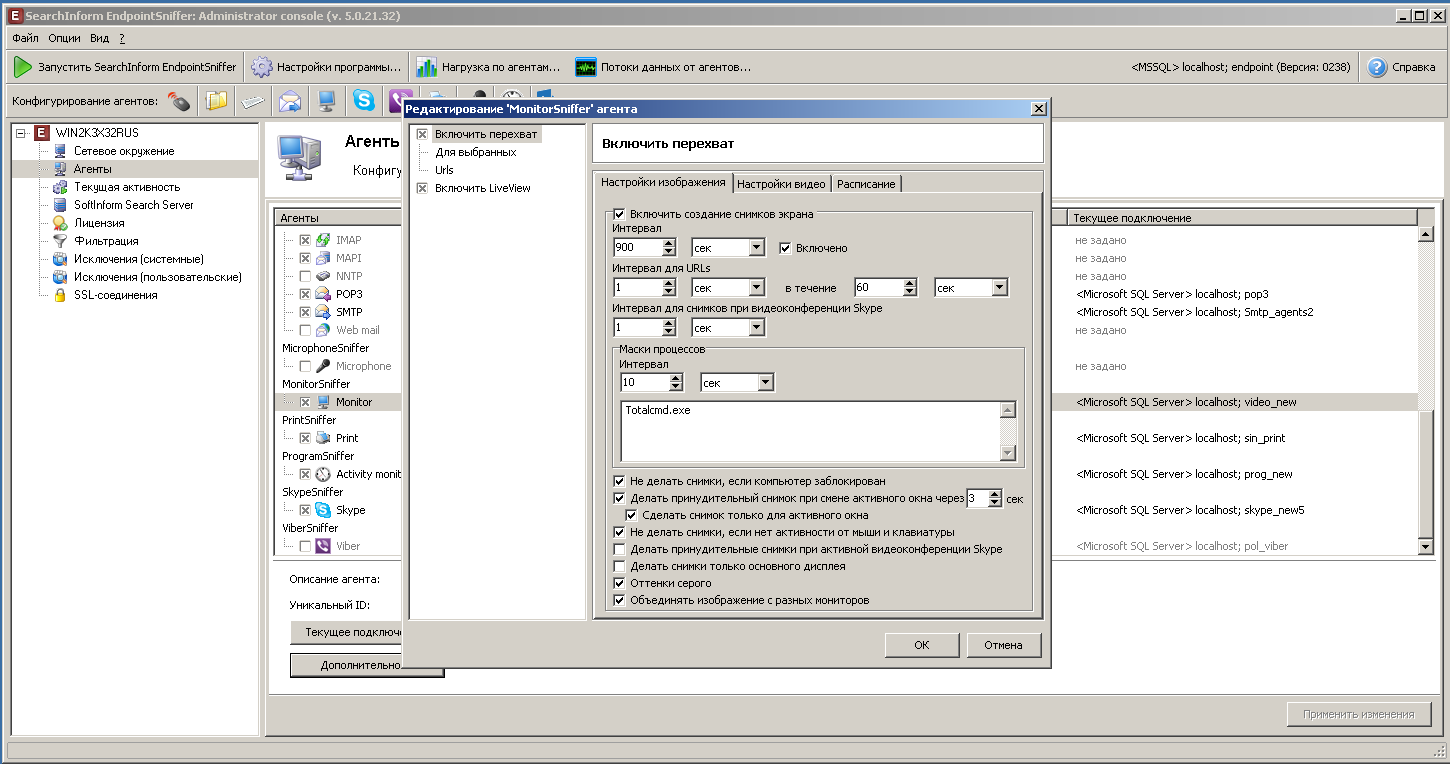 SearchInform EndpointSniffer: Administrator console (v. 5.0.21.32)
Файл Опции Вид ?
Запустить SearchInform EndpointSniffer Настройки программы... Нагрузка по агентам... Потоки данных от агентов... <MSSQL> localhost; endpoint (Версия: 0238) Справка
Конфигурирование агентов:
WIN2K3X32RUS
Сетевое окружение
Агенты
Текущая активность
SoftInform Search Server
Лицензия
Фильтрация
Исключения (системные)
Исключения (пользовательские)
SSL-соединения
Агенты
IMAP
MAPI
NNTP
POP3
SMTP
Web mail
MicrophoneSniffer
Microphone
MonitorSniffer
Monitor
PrintSniffer
Print
ProgramSniffer
Activity monit
SkypeSniffer
Skype
ViberSniffer
Viber
Описание агента:
Уникальный ID:
Дополнительно
Редактирование 'MonitorSniffer' агента
Включить перехват
Для выбранных
Urls
Включить LiveView
Включить перехват
Настройки изображения Настройки видео Расписание
Включить создание снимков экрана
Интервал
900 сек Включено
Интервал для URLs
1 сек в течение 60 сек
Интервал для снимков при видеоконференции Skype
1 сек
Маски процессов
Интервал
10 сек
Totalcmd.exe
Не делать снимки, если компьютер заблокирован
Делать принудительный снимок при смене активного окна через 3 сек
Сделать снимок только для активного окна
Не делать снимки, если нет активности от мыши и клавиатуры
Делать принудительные снимки при активной видеоконференции Skype
Делать снимки только основного дисплея
Оттенки серого
Объединять изображение с разных мониторов
ОК Отмена
Текущее подключение
не задано
не задано
не задано
<Microsoft SQL Server> localhost; pop3
<Microsoft SQL Server> localhost; Smtp_agents2
не задано
не задано
<Microsoft SQL Server> localhost; video_new
<Microsoft SQL Server> localhost; sin_print
<Microsoft SQL Server> localhost; prog_new
<Microsoft SQL Server> localhost; skype_new5
<Microsoft SQL Server> localhost; pol_viber
Применить изменения